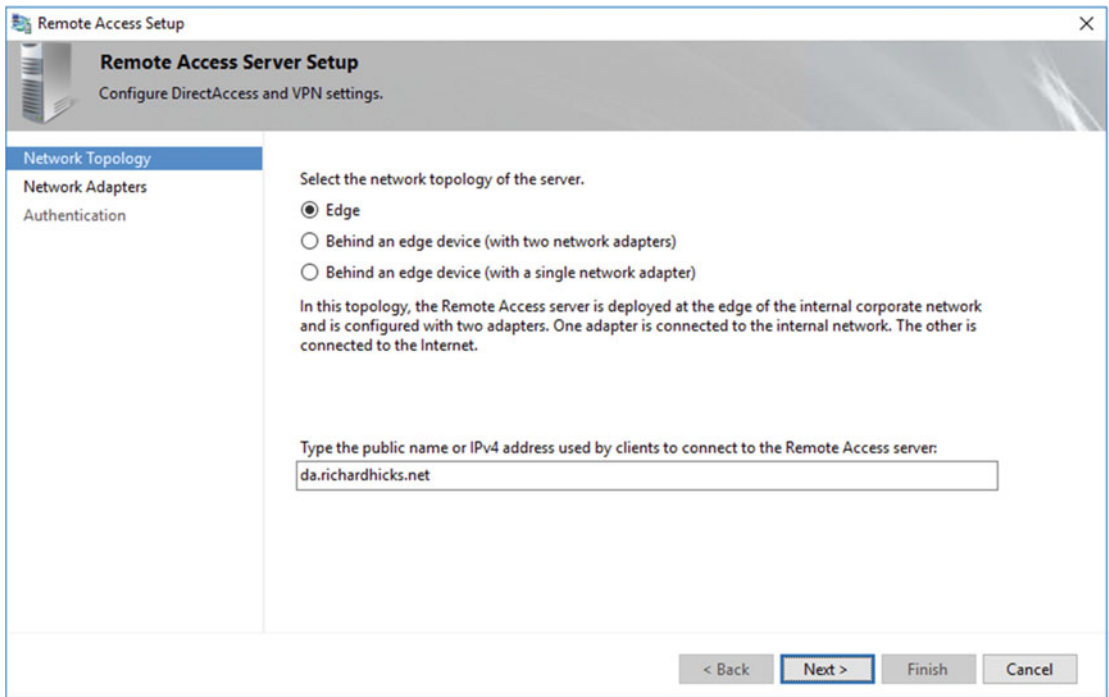 Remote Access Setup
Remote Access Server Setup
Configure DirectAccess and VPN settings.
Network Topology
Network Adapters
Authentication
Select the network topology of the server.
Edge
Behind an edge device (with two network adapters)
Behind an edge device (with a single network adapter)
In this topology, the Remote Access server is deployed at the edge of the internal corporate network
and is configured with two adapters. One adapter is connected to the internal network. The other is
connected to the Internet.
Type the public name or IPv4 address used by clients to connect to the Remote Access server:
da.richardhicks.net
< Back Next > Finish Cancel